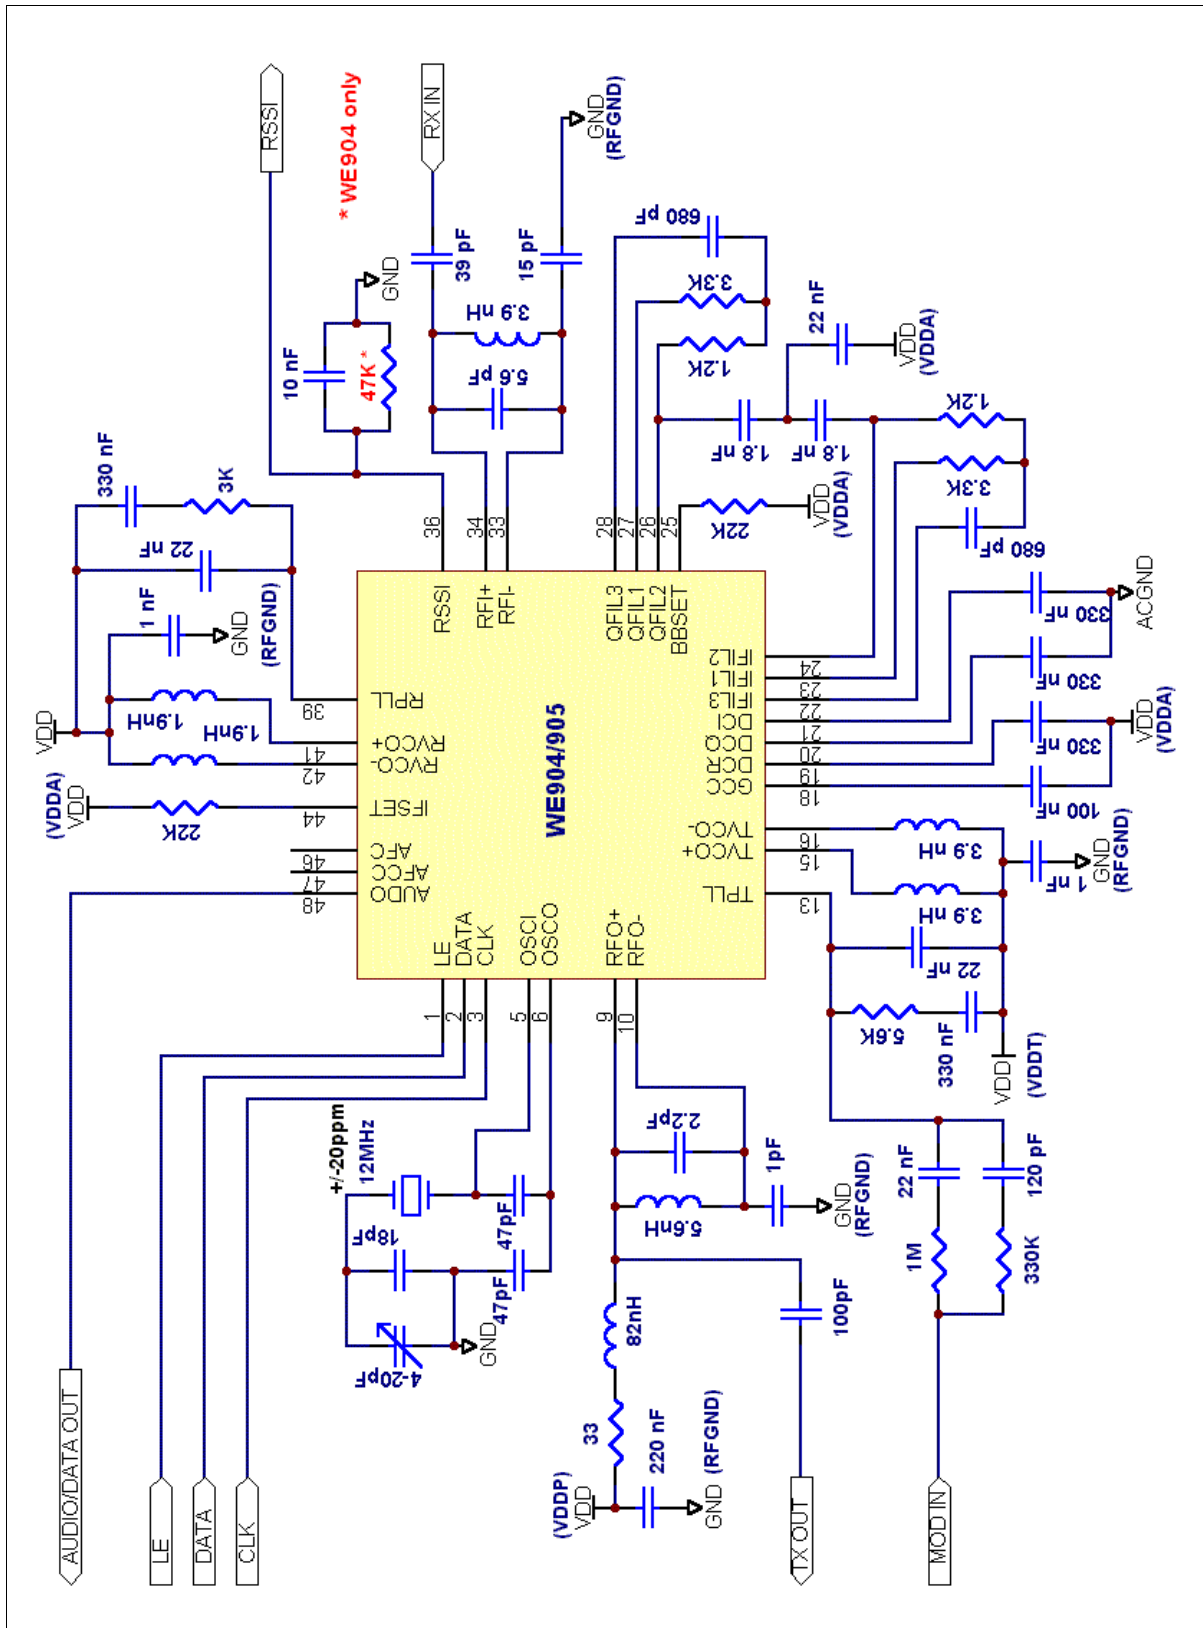 RSSI
* WE904 only
RX IN
GND
(RFGND)
10 nF
47K *
GND
39 pF
15 pF
3.9 nH
5.6 pF
680 pF
3.3K
1.2K
22 nF
VDD
(VDDA)
1.8 nF
1.8 nF
1.2K
3.3K
680 pF
22K
VDD
(VDDA)
330 nF
3K
22 nF
1 nF
GND
(RFGND)
1.9nH
1.9nH
VDD
(VDDA)
VDD
22K
36
34
33
28
27
26
25
RSSI
RFI+
RFI-
QFIL3
QFIL1
QFIL2
BBSET
39
41
42
44
46
47
48
RPLL
RVCO+
RVCO-
IFSET
AFC
AFCC
AUDO
WE904/905
IFIL2
IFIL1
IFIL3
DCI
DCQ
DCR
GCC
TVCO-
TVCO+
TPLL
24
23
22
21
20
19
18
16
15
13
330 nF
330 nF
ACGND
330 nF
100 nF
VDD
(VDDA)
3.9 nH
3.9 nH
1 nF
GND
(RFGND)
22 nF
5.6K
330 nF
VDD
(VDDT)
LE
DATA
CLK
OSCI
OSCO
RFO+
RFO-
1
2
3
5
6
9
10
+/-20ppm
12MHz
18pF
47pF
47pF
4-20pF
GND
2.2pF
5.6nH
1pF
GND
(RFGND)
82nH
33
220 nF
(VDDP)
VDD
GND
(RFGND)
100pF
22 nF
120 pF
1M
330K
AUDIO/DATA OUT
LE
DATA
CLK
TX OUT
MOD IN